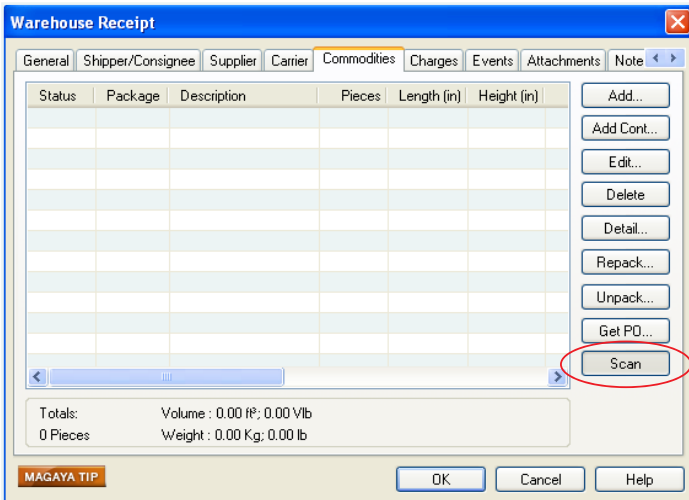 Warehouse Receipt
General Shipper/Consignee Supplier Carrier Commodities Charges Events Attachments Note
Status Package Description Pieces Length (in) Height (in)
Add...
Add Cont...
Edit...
Delete
Detail...
Repack...
Unpack...
Get PO...
Scan
Totals: Volume : 0.00 ft³; 0.00 Vlb
0 Pieces Weight : 0.00 Kg; 0.00 lb
MAGAYA TIP OK Cancel Help